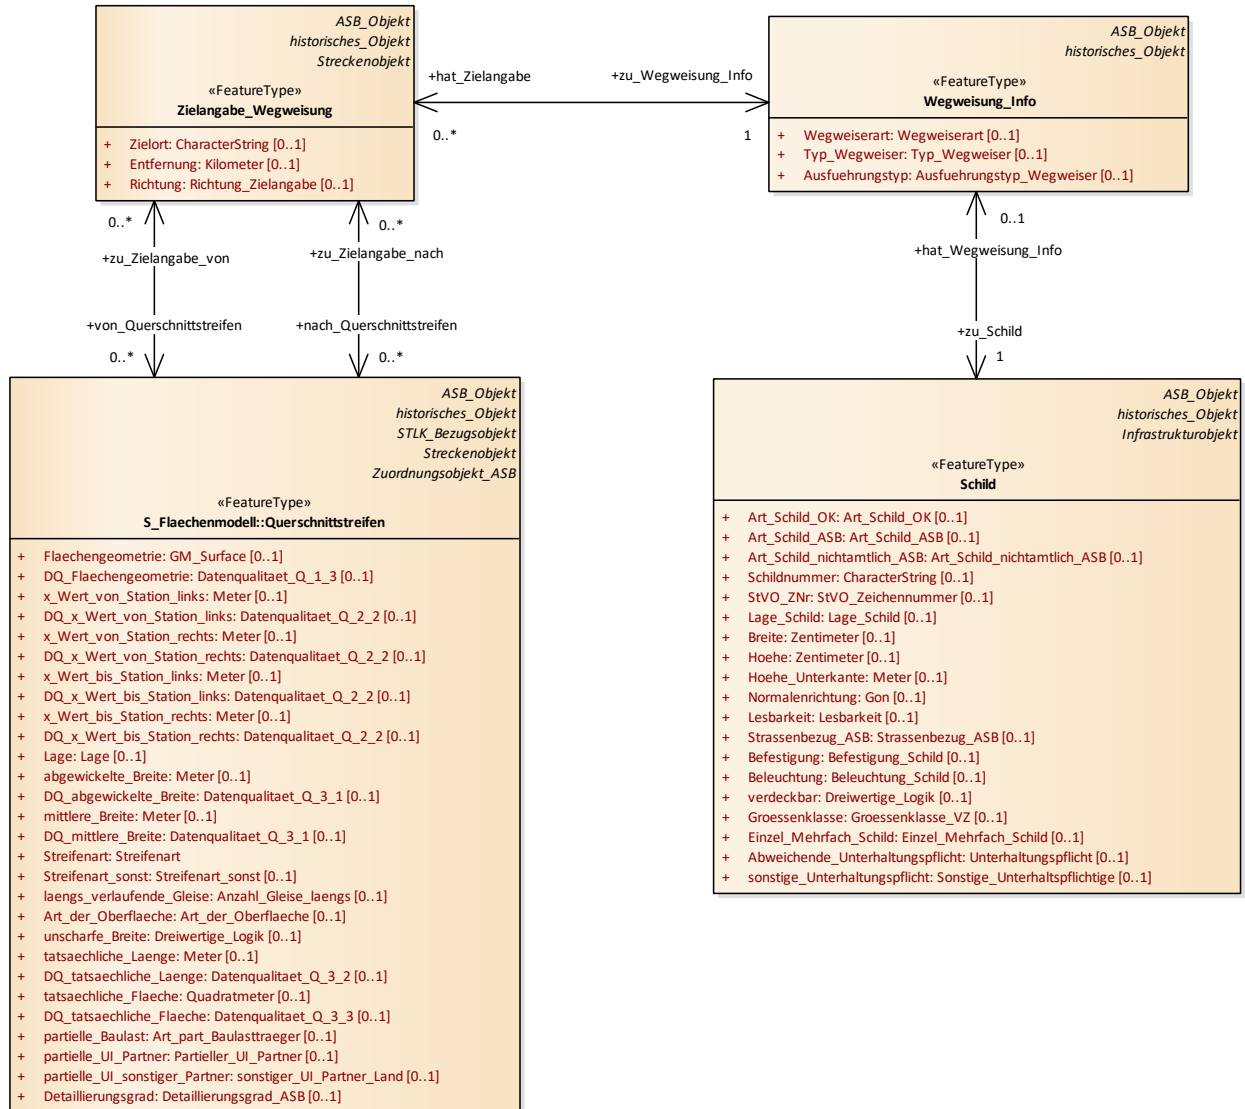 ASB_Objekt
historisches_Objekt
Streckenobjekt
«FeatureType»
Zielangabe_Wegweisung
+ Zielort: CharacterString [0..1]
+ Entfernung: Kilometer [0..1]
+ Richtung: Richtung_Zielangabe [0..1]
+hat_Zielangabe
0..*
+zu_Wegweisung_Info
1
ASB_Objekt
historisches_Objekt
«FeatureType»
Wegweisung_Info
+ Wegweiserart: Wegweiserart [0..1]
+ Typ_Wegweiser: Typ_Wegweiser [0..1]
+ Ausfuehrungstyp: Ausfuehrungstyp_Wegweiser [0..1]
0..*
+zu_Zielangabe_von
+von_Querschnittstreifen
0..*
0..*
+zu_Zielangabe_nach
+nach_Querschnittstreifen
0..*
0..1
+hat_Wegweisung_Info
+zu_Schild
1
ASB_Objekt
historisches_Objekt
STLK_Bezugsobjekt
Streckenobjekt
Zuordnungsobjekt_ASB
«FeatureType»
S_Flaechenmodell::Querschnittstreifen
+ Flaechengeometrie: GM_Surface [0..1]
+ DQ_Flaechengeometrie: Datenqualitaet_Q_1_3 [0..1]
+ x_Wert_von_Station_links: Meter [0..1]
+ DQ_x_Wert_von_Station_links: Datenqualitaet_Q_2_2 [0..1]
+ x_Wert_von_Station_rechts: Meter [0..1]
+ DQ_x_Wert_von_Station_rechts: Datenqualitaet_Q_2_2 [0..1]
+ x_Wert_bis_Station_links: Meter [0..1]
+ DQ_x_Wert_bis_Station_links: Datenqualitaet_Q_2_2 [0..1]
+ x_Wert_bis_Station_rechts: Meter [0..1]
+ DQ_x_Wert_bis_Station_rechts: Datenqualitaet_Q_2_2 [0..1]
+ Lage: Lage [0..1]
+ abgewickelte_Breite: Meter [0..1]
+ DQ_abgewickelte_Breite: Datenqualitaet_Q_3_1 [0..1]
+ mittlere_Breite: Meter [0..1]
+ DQ_mittlere_Breite: Datenqualitaet_Q_3_1 [0..1]
+ Streifenart: Streifenart
+ Streifenart_sonst: Streifenart_sonst [0..1]
+ laengs_verlaufende_Gleise: Anzahl_Gleise_laengs [0..1]
+ Art_der_Oberflaeche: Art_der_Oberflaeche [0..1]
+ unscharfe_Breite: Dreiwertige_Logik [0..1]
+ tatsaechliche_Laenge: Meter [0..1]
+ DQ_tatsaechliche_Laenge: Datenqualitaet_Q_3_2 [0..1]
+ tatsaechliche_Flaeche: Quadratmeter [0..1]
+ DQ_tatsaechliche_Flaeche: Datenqualitaet_Q_3_3 [0..1]
+ partielle_Baulast: Art_part_Baulasttraeger [0..1]
+ partielle_UI_Partner: Partieller_UI_Partner [0..1]
+ partielle_UI_sonstiger_Partner: sonstiger_UI_Partner_Land [0..1]
+ Detaillierungsgrad: Detaillierungsgrad_ASB [0..1]
ASB_Objekt
historisches_Objekt
Infrastrukturobjekt
«FeatureType»
Schild
+ Art_Schild_OK: Art_Schild_OK [0..1]
+ Art_Schild_ASB: Art_Schild_ASB [0..1]
+ Art_Schild_nichtamtlich_ASB: Art_Schild_nichtamtlich_ASB [0..1]
+ Schildnummer: CharacterString [0..1]
+ StVO_ZNr: StVO_Zeichennummer [0..1]
+ Lage_Schild: Lage_Schild [0..1]
+ Breite: Zentimeter [0..1]
+ Hoehe: Zentimeter [0..1]
+ Hoehe_Unterkante: Meter [0..1]
+ Normalenrichtung: Gon [0..1]
+ Lesbarkeit: Lesbarkeit [0..1]
+ Strassenbezug_ASB: Strassenbezug_ASB [0..1]
+ Befestigung: Befestigung_Schild [0..1]
+ Beleuchtung: Beleuchtung_Schild [0..1]
+ verdeckbar: Dreiwertige_Logik [0..1]
+ Groessenklasse: Groessenklasse_VZ [0..1]
+ Einzel_Mehrfach_Schild: Einzel_Mehrfach_Schild [0..1]
+ Abweichende_Unterhaltungspflicht: Unterhaltungspflicht [0..1]
+ sonstige_Unterhaltungspflicht: Sonstige_Unterhaltspflichtige [0..1]